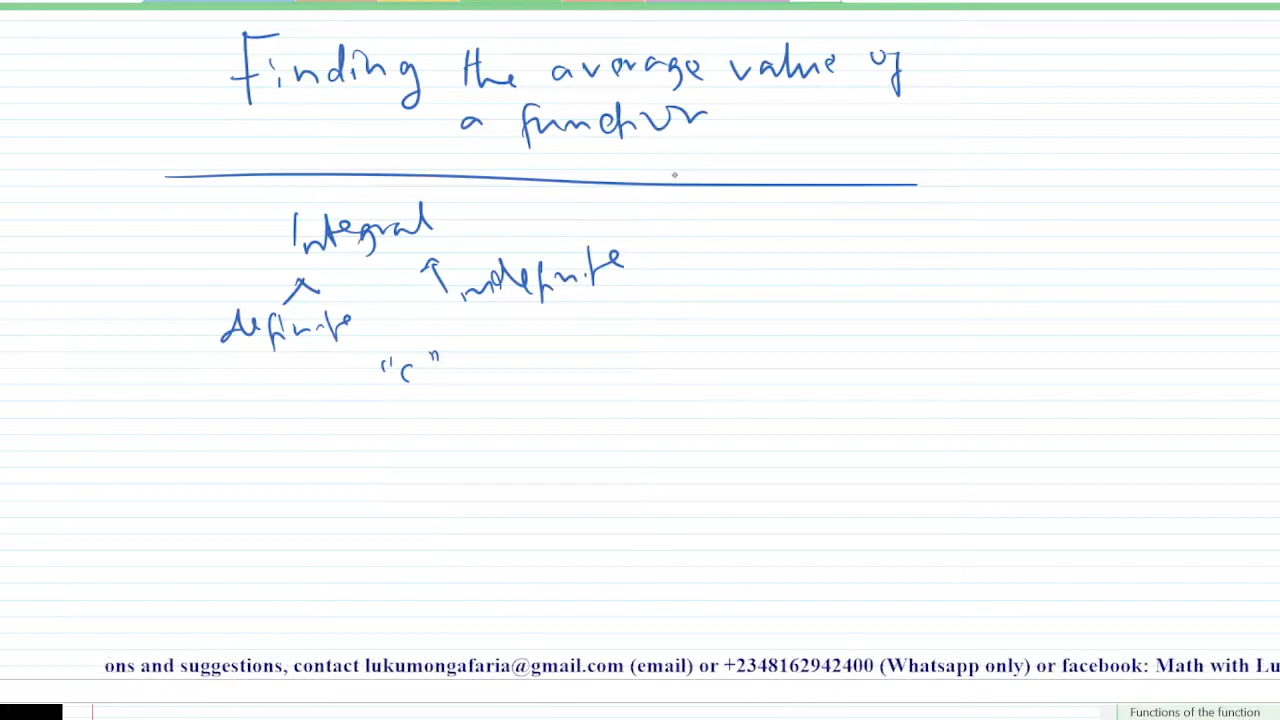 Finding the average value of
a function
Integral
indefinite
definite
"c"
ons and suggestions, contact lukumongafaria@gmail.com (email) or +2348162942400 (Whatsapp only) or facebook: Math with Lu
Functions of the function